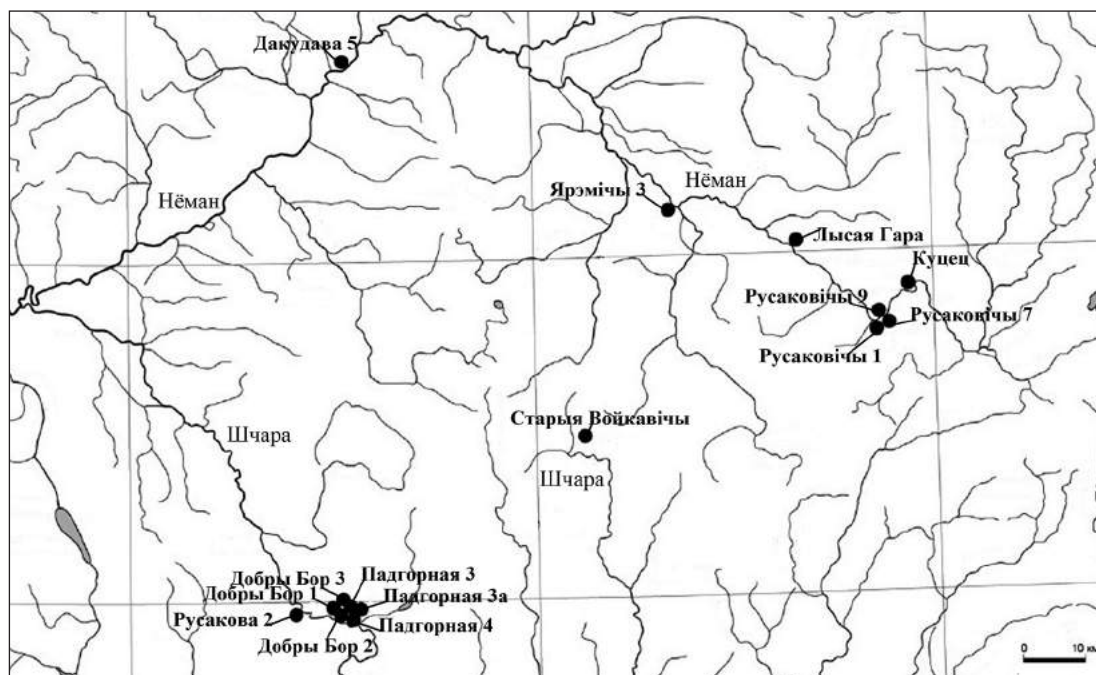 Дакудава 5
Нёман
Ярэмічы 3
Нёман
Лысая Гара
Куцец
Русаковічы 9
Русаковічы 7
Русаковічы 1
Старыя Войкавічы
Шчара
Шчара
Добры Бор 3
Падгорная 3
Добры Бор 1
Падгорная 3а
Русакова 2
Падгорная 4
Добры Бор 2
0 10 км